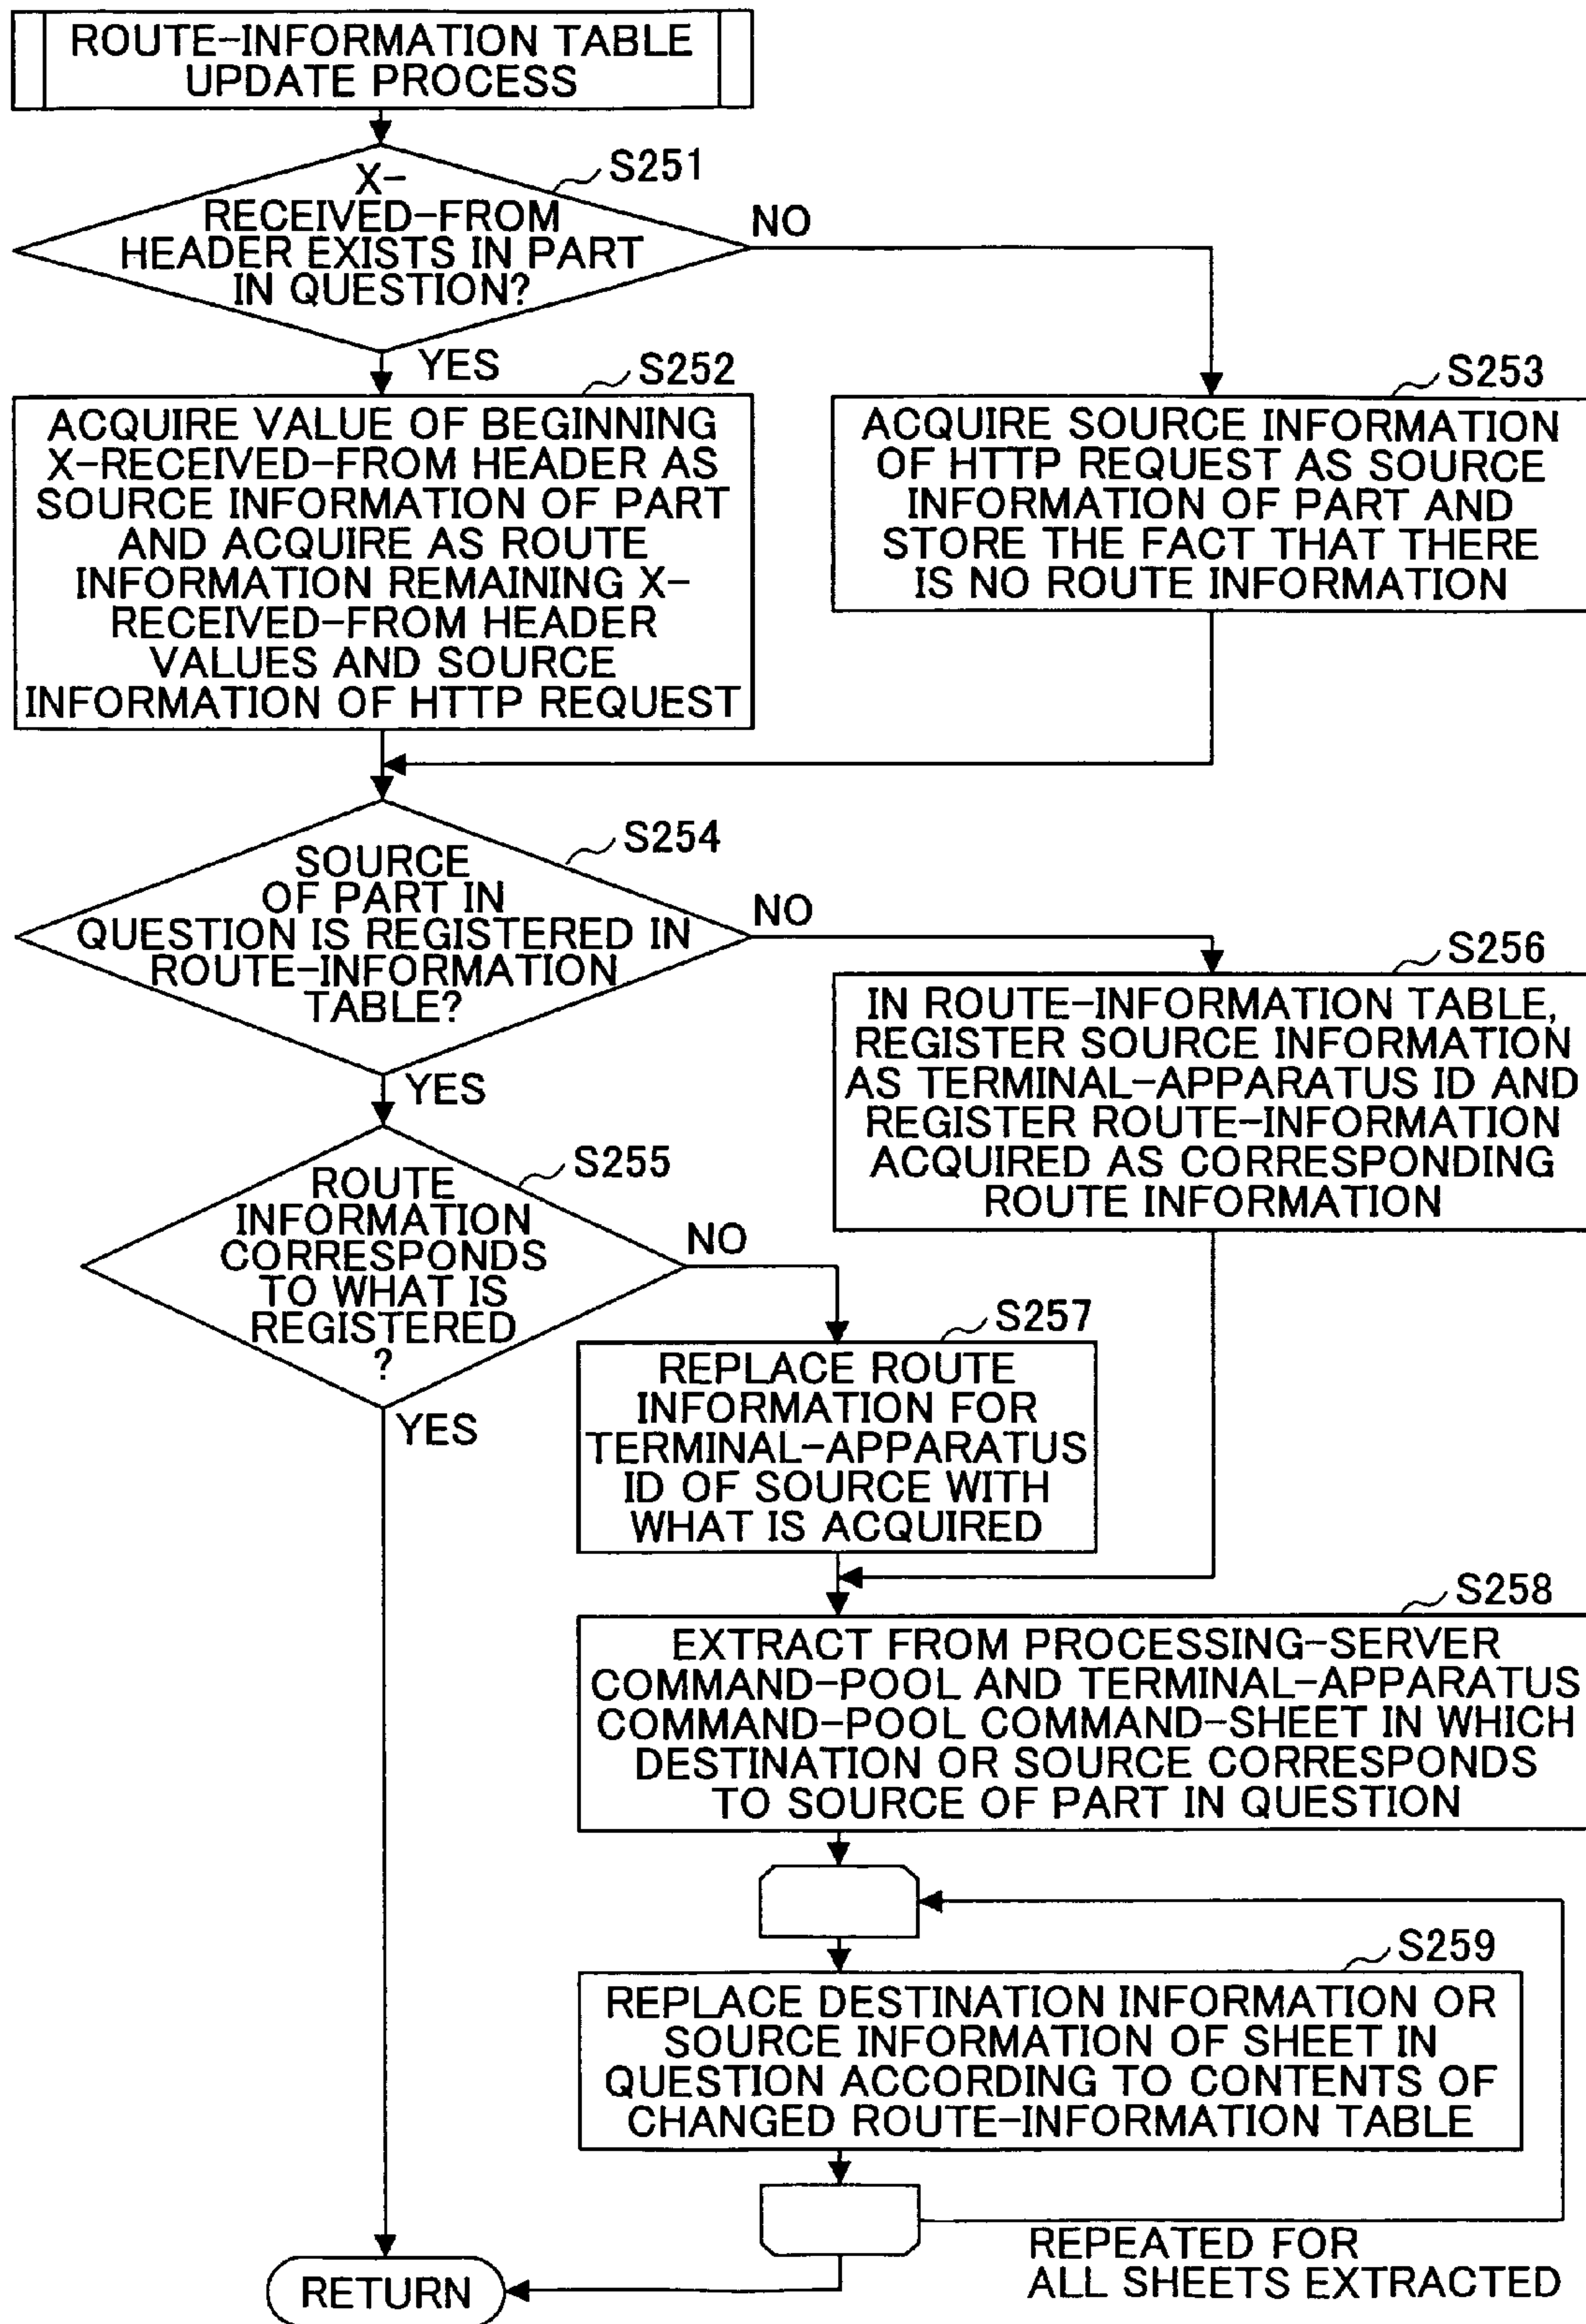 ROUTE-INFORMATION TABLE
UPDATE PROCESS
S251
X-
RECEIVED-FROM
HEADER EXISTS IN PART
IN QUESTION?
NO
YES
S252
ACQUIRE VALUE OF BEGINNING
X-RECEIVED-FROM HEADER AS
SOURCE INFORMATION OF PART
AND ACQUIRE AS ROUTE
INFORMATION REMAINING X-
RECEIVED-FROM HEADER
VALUES AND SOURCE
INFORMATION OF HTTP REQUEST
S253
ACQUIRE SOURCE INFORMATION
OF HTTP REQUEST AS SOURCE
INFORMATION OF PART AND
STORE THE FACT THAT THERE
IS NO ROUTE INFORMATION
S254
SOURCE
OF PART IN
QUESTION IS REGISTERED IN
ROUTE-INFORMATION
TABLE?
NO
YES
S256
IN ROUTE-INFORMATION TABLE,
REGISTER SOURCE INFORMATION
AS TERMINAL-APPARATUS ID AND
REGISTER ROUTE-INFORMATION
ACQUIRED AS CORRESPONDING
ROUTE INFORMATION
S255
ROUTE
INFORMATION
CORRESPONDS
TO WHAT IS
REGISTERED
?
NO
YES
S257
REPLACE ROUTE
INFORMATION FOR
TERMINAL-APPARATUS
ID OF SOURCE WITH
WHAT IS ACQUIRED
S258
EXTRACT FROM PROCESSING-SERVER
COMMAND-POOL AND TERMINAL-APPARATUS
COMMAND-POOL COMMAND-SHEET IN WHICH
DESTINATION OR SOURCE CORRESPONDS
TO SOURCE OF PART IN QUESTION
S259
REPLACE DESTINATION INFORMATION OR
SOURCE INFORMATION OF SHEET IN
QUESTION ACCORDING TO CONTENTS OF
CHANGED ROUTE-INFORMATION TABLE
REPEATED FOR
ALL SHEETS EXTRACTED
RETURN